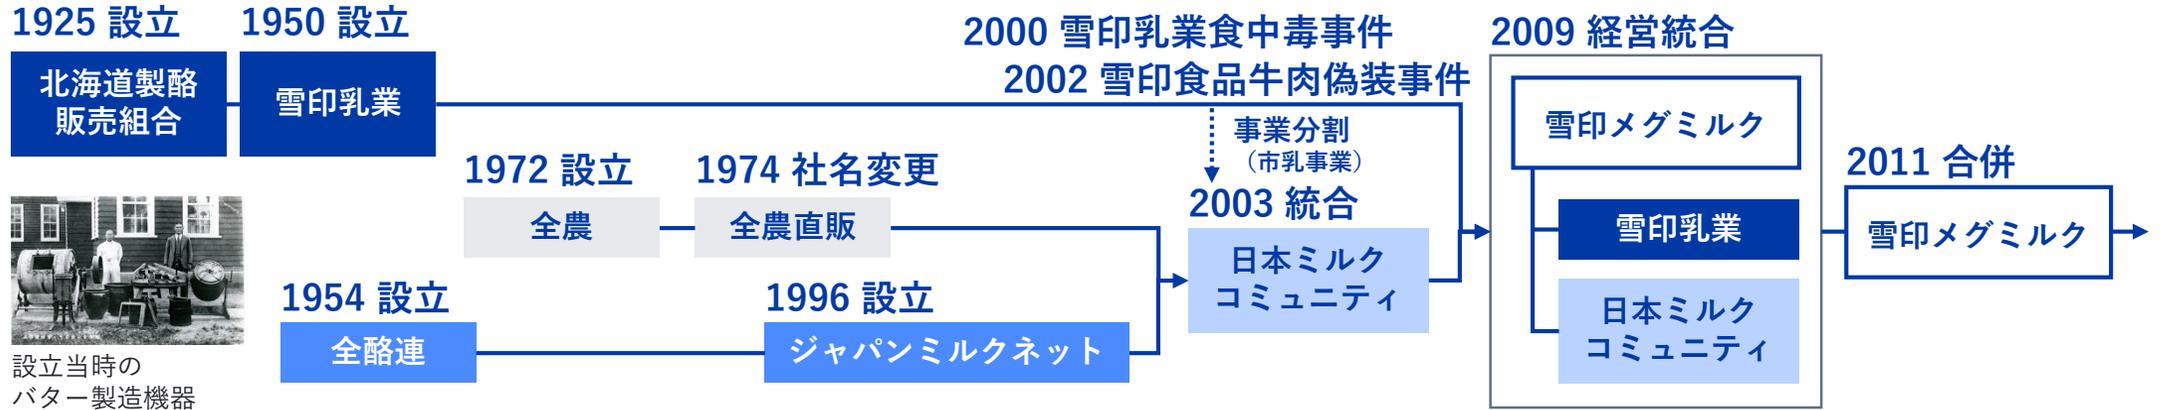 1925 設立
北海道製酪
販売組合
1950 設立
雪印乳業
2000 雪印乳業食中毒事件
2002 雪印食品牛肉偽装事件
事業分割
（市乳事業）
1972 設立
全農
1974 社名変更
全農直販
1954 設立
全酪連
1996 設立
ジャパンミルクネット
2003 統合
日本ミルク
コミュニティ
2009 経営統合
雪印メグミルク
雪印乳業
日本ミルク
コミュニティ
2011 合併
雪印メグミルク
設立当時の
バター製造機器